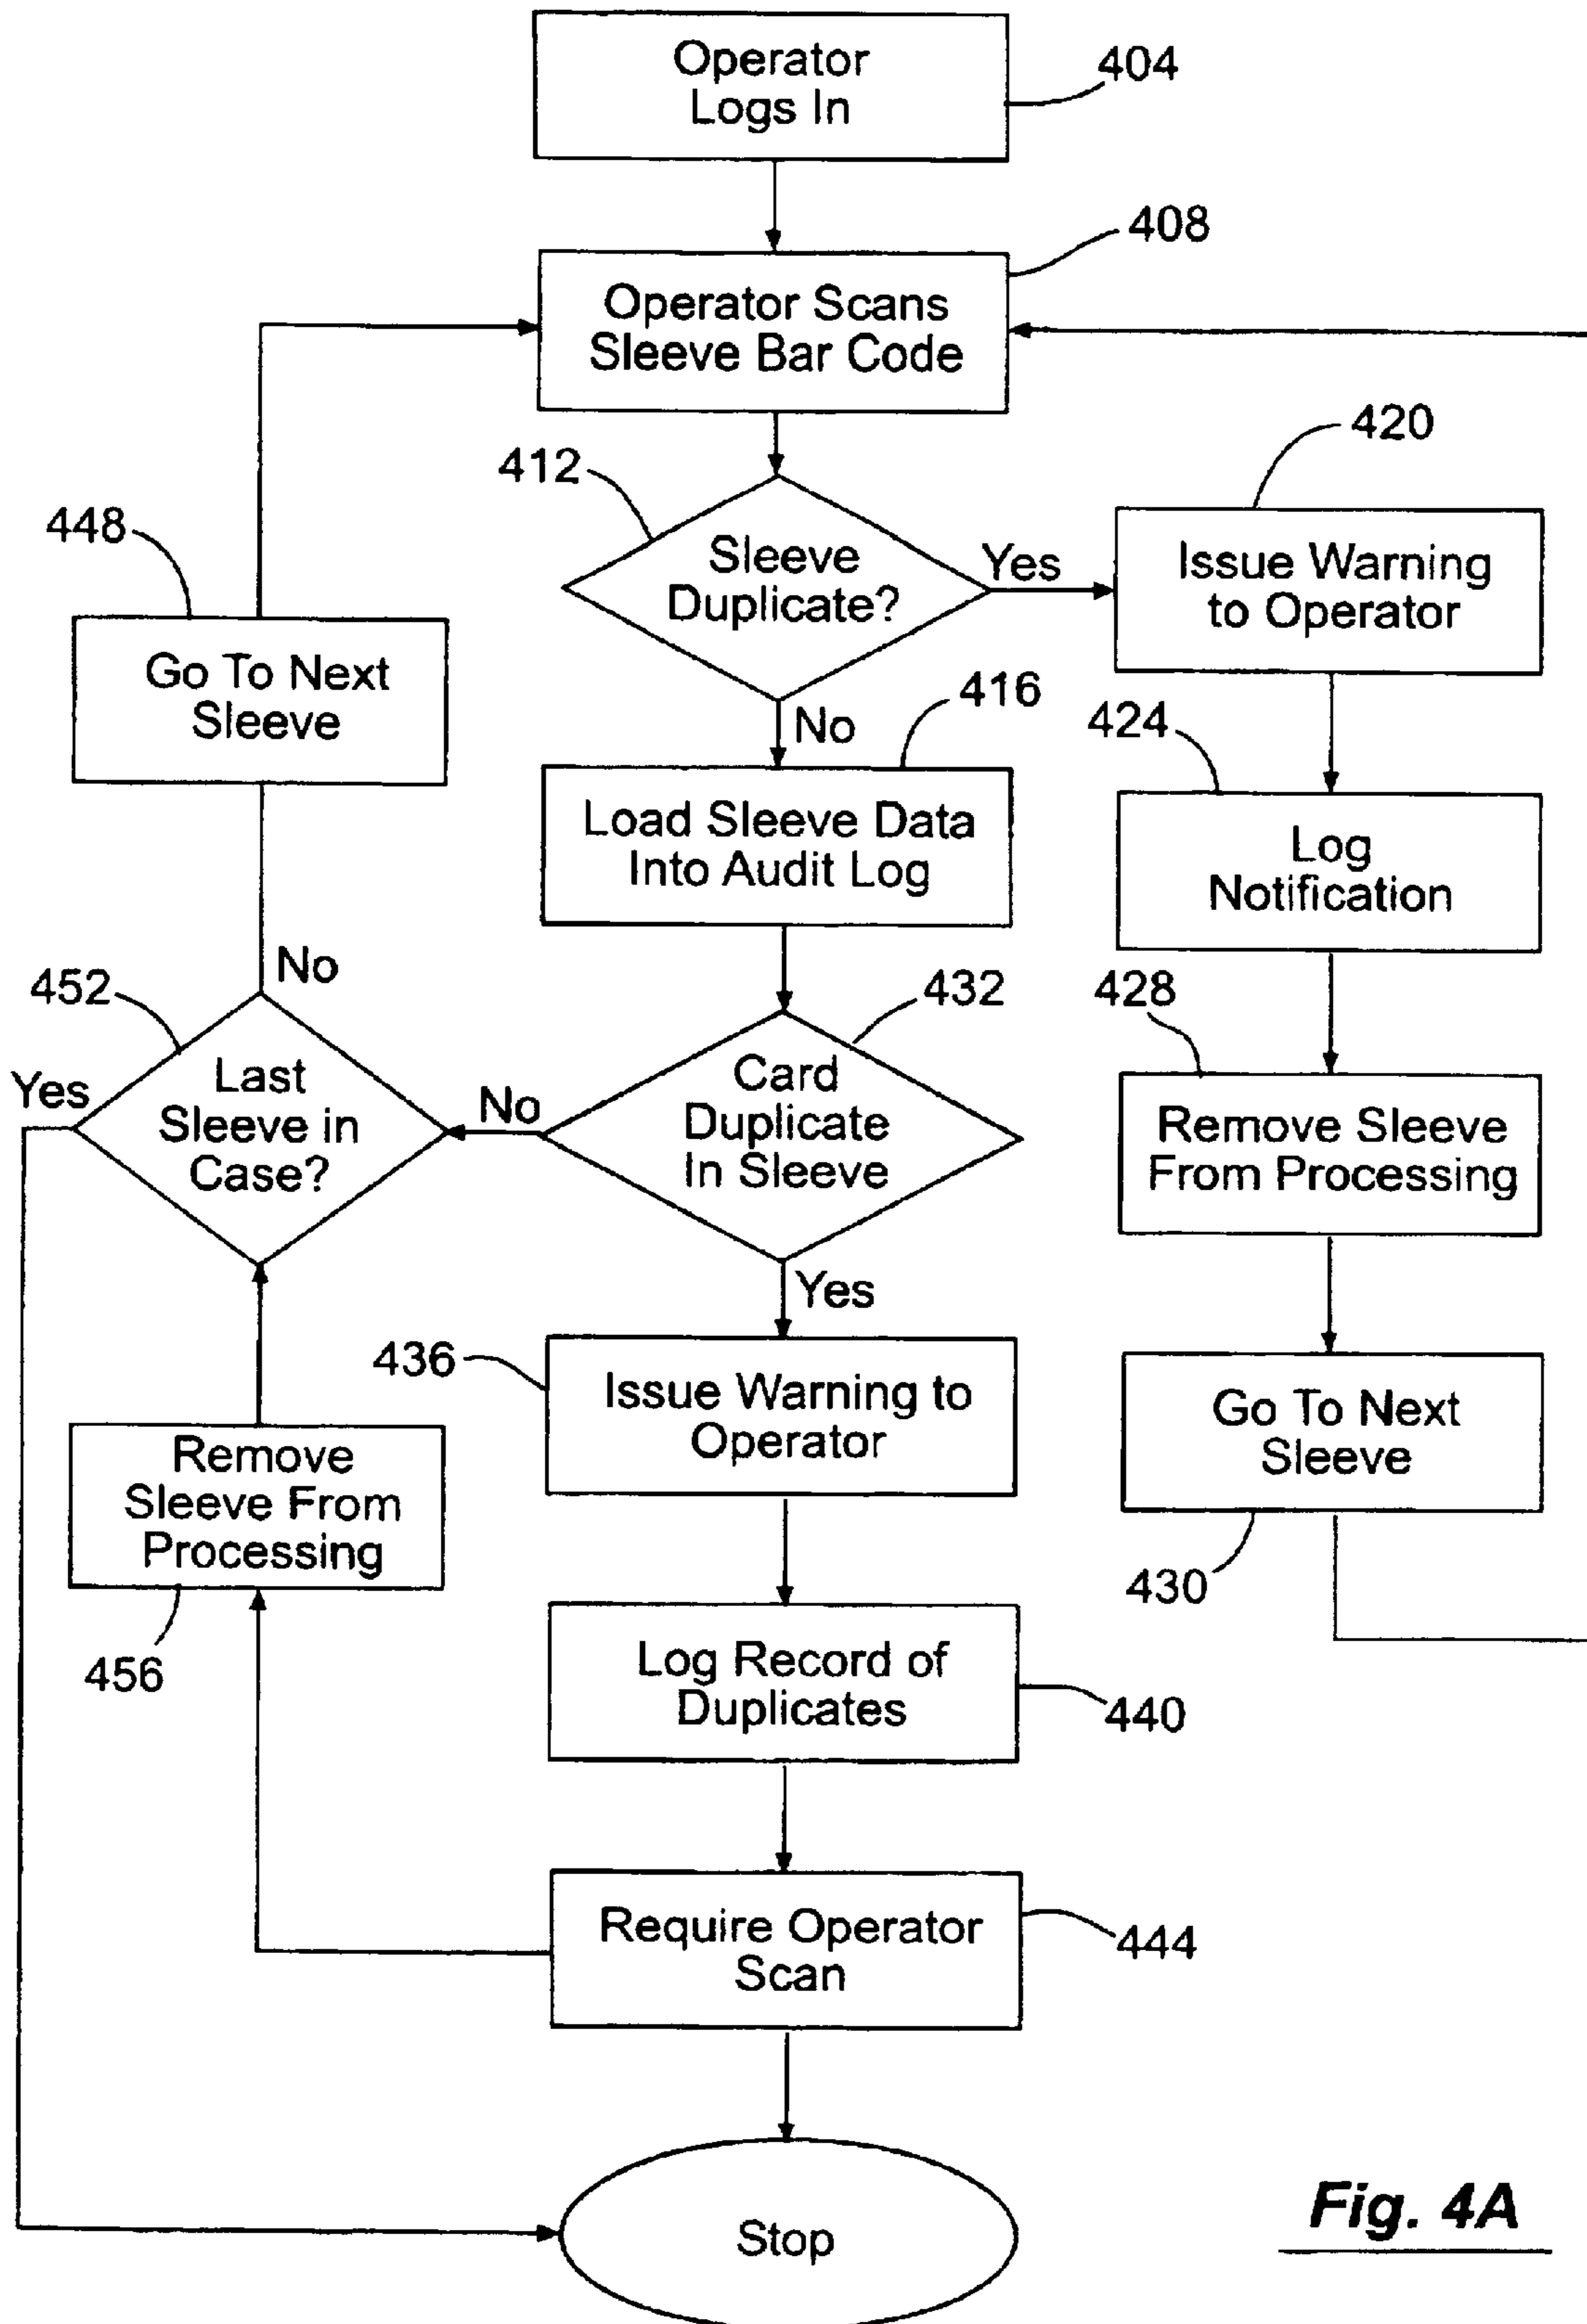 Operator
Logs In
404
408
Operator Scans
Sleeve Bar Code
420
412
448
Sleeve
Duplicate?
Yes
Issue Warning
to Operator
Go To Next
Sleeve
416
No
424
Load Sleeve Data
Into Audit Log
Log
Notification
No
452
432
428
Yes
Last
Sleeve in
Case?
No
Card
Duplicate
In Sleeve
Remove Sleeve
From Processing
Yes
436
Issue Warning to
Operator
Go To Next
Sleeve
Remove
Sleeve From
Processing
430
456
Log Record of
Duplicates
440
Require Operator
Scan
444
Stop
Fig. 4A